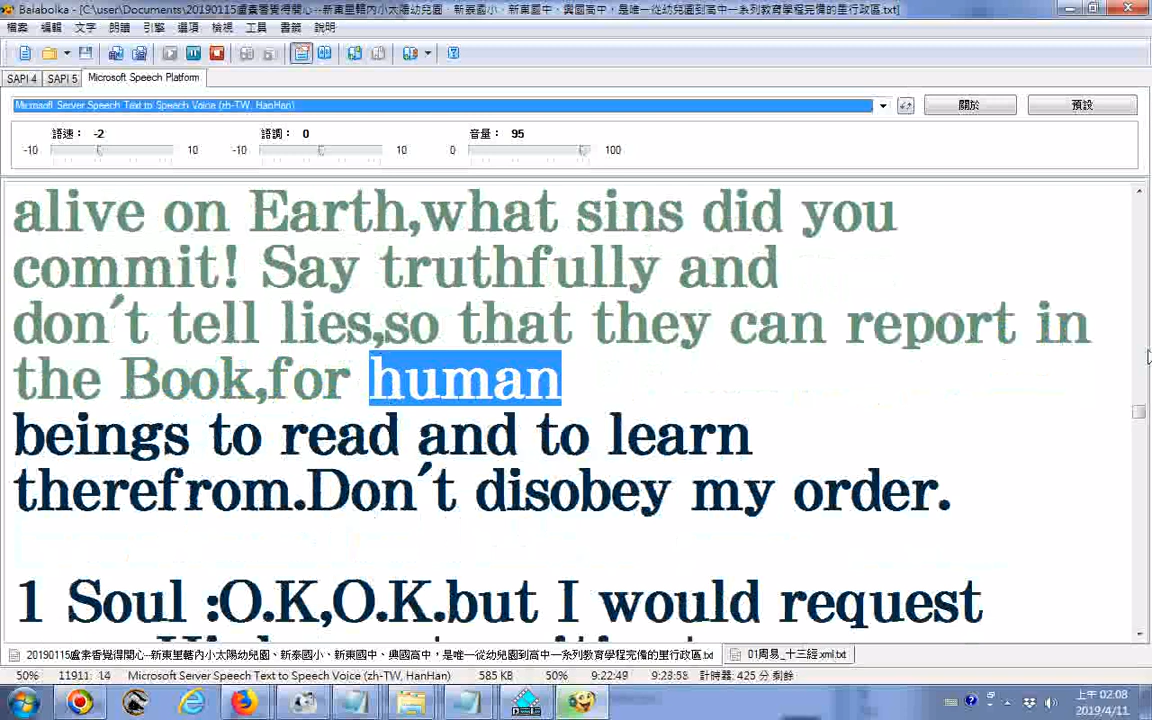 Balabolka - [C:\user\Documents\20190115盧素香覺得開心--新東里轄內小太陽幼兒園、新泰國小、新東國中、興國高中，是唯一從幼兒園到高中一系列教育學程完備的里行政區.txt]
檔案 編輯 文字 朗讀 引擎 選項 檢視 工具 書籤 說明
SAPI 4 SAPI 5 Microsoft Speech Platform
Microsoft Server Speech Text to Speech Voice (zh-TW, HanHan) 關於 預設
語速： -2 語調： 0 音量： 95
-10 10 -10 10 0 100
alive on Earth,what sins did you
commit! Say truthfully and
don´t tell lies,so that they can report in
the Book,for human
beings to read and to learn
therefrom.Don´t disobey my order.
1 Soul :O.K,O.K.but I would request
20190115盧素香覺得開心--新東里轄內小太陽幼兒園、新泰國小、新東國中、興國高中，是唯一從幼兒園到高中一系列教育學程完備的里行政區.txt 01周易_十三經.xml.txt
50% 11911: 14 Microsoft Server Speech Text to Speech Voice (zh-TW, HanHan) 585 KB 50% 9:22:49 9:23:58 計時器: 425 分 剩餘
上午 02:08
2019/4/11